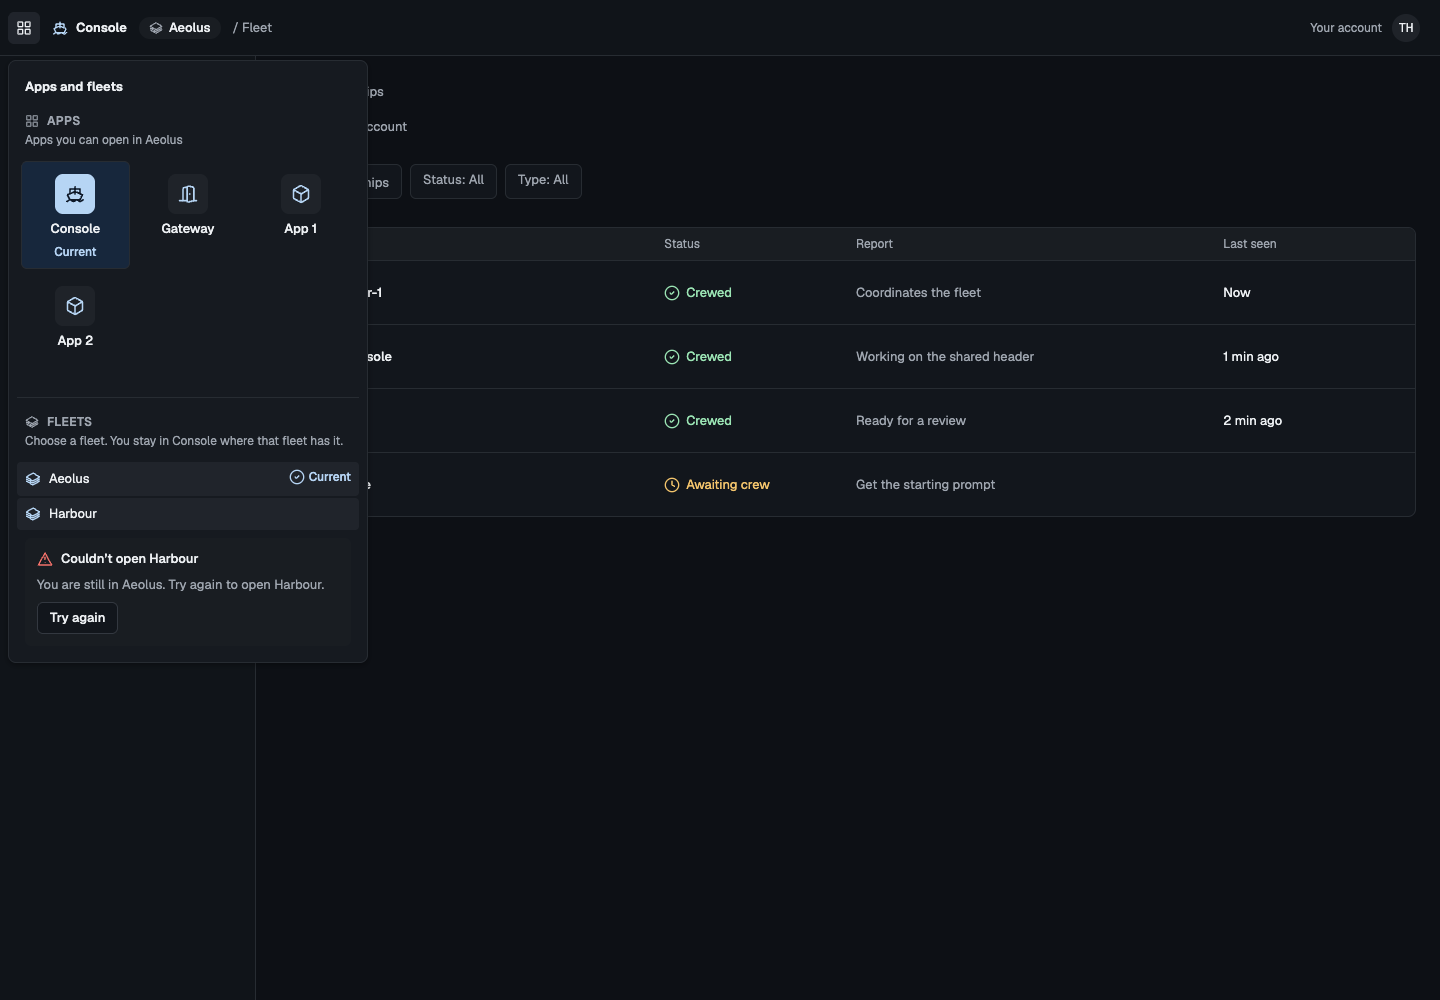 Console
Aeolus
/ Fleet
Your account
TH
Apps and fleets
APPS
Apps you can open in Aeolus
Console
Current
Gateway
App 1
App 2
FLEETS
Choose a fleet. You stay in Console where that fleet has it.
Aeolus
Current
Harbour
Couldn't open Harbour
You are still in Aeolus. Try again to open Harbour.
Try again
Status: All
Type: All
Status
Report
Last seen
r-1
Crewed
Coordinates the fleet
Now
sole
Crewed
Working on the shared header
1 min ago
Crewed
Ready for a review
2 min ago
Awaiting crew
Get the starting prompt